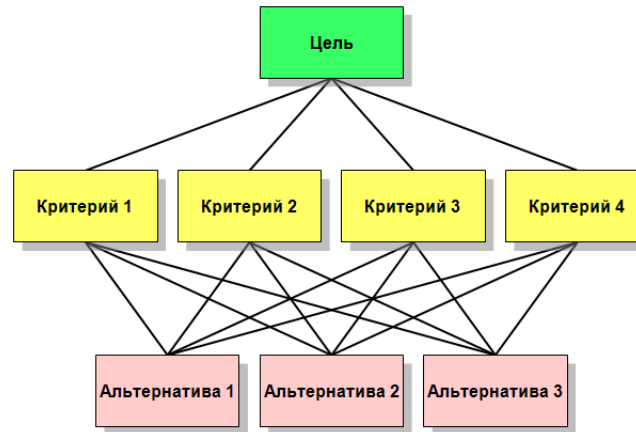 Цель
Критерий 1
Критерий 2
Критерий 3
Критерий 4
Альтернатива 1
Альтернатива 2
Альтернатива 3